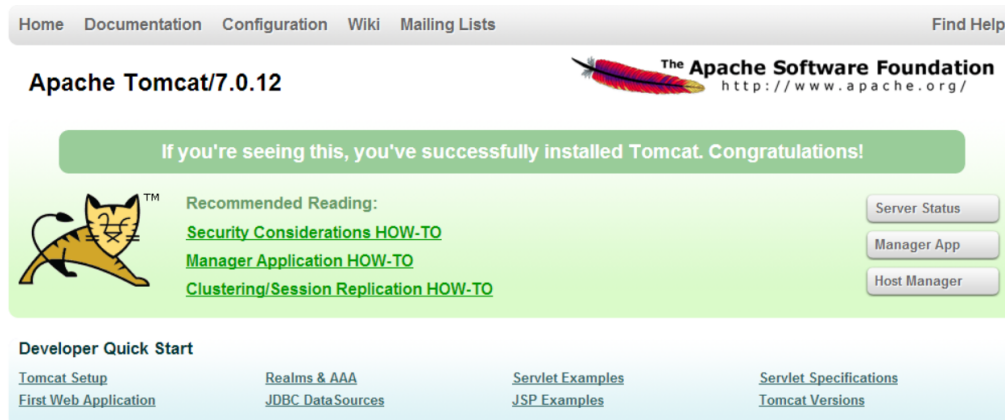 Home Documentation Configuration Wiki Mailing Lists Find Help
Apache Tomcat/7.0.12
The Apache Software Foundation
http://www.apache.org/
If you're seeing this, you've successfully installed Tomcat. Congratulations!
TM
Recommended Reading:
Security Considerations HOW-TO
Manager Application HOW-TO
Clustering/Session Replication HOW-TO
Server Status
Manager App
Host Manager
Developer Quick Start
Tomcat Setup Realms & AAA Servlet Examples Servlet Specifications
First Web Application JDBC DataSources JSP Examples Tomcat Versions